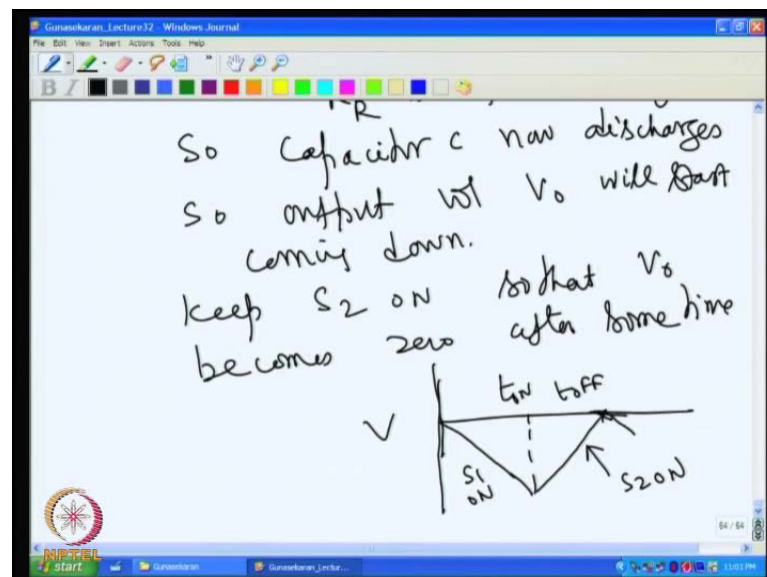 Gunasekaran_Lecture32 - Windows Journal
File Edit View Insert Actions Tools Help
B I
R
So Capacitor C now discharges
So output V0 will start
coming down.
keep S2 ON so that V0
becomes zero after some time
tON tOFF
V
S1
ON
S2 ON
64 / 64
NPTEL
start Gunasekaran Gunasekaran_Lectur... 11:01 PM